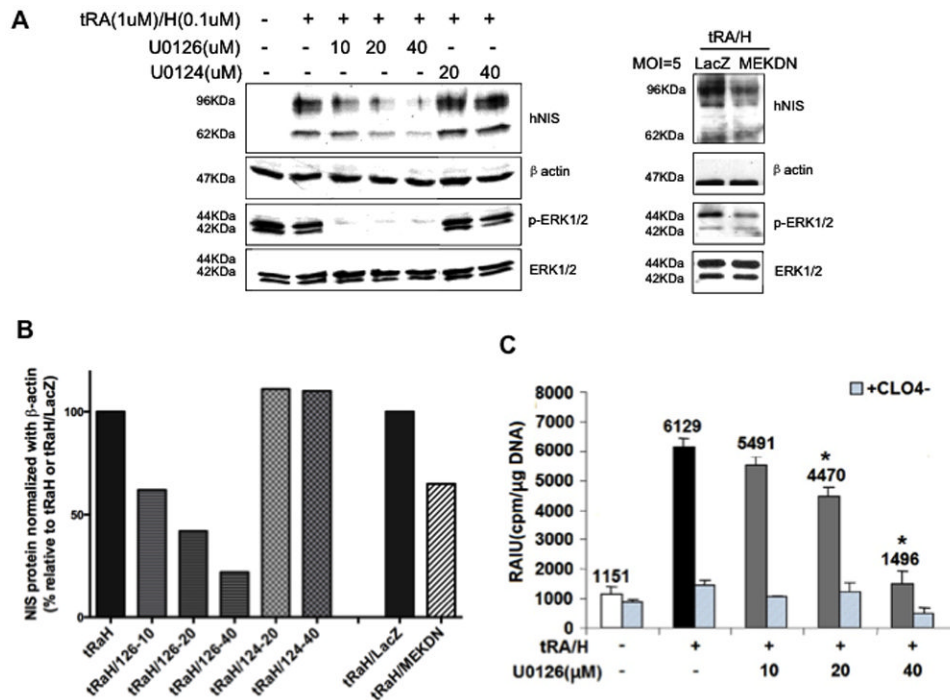 A
tRA(1uM)/H(0.1uM) - + + + + + +
U0126(uM) - - 10 20 40
U0124(uM) - - - - - 20 40
96KDa
62KDa
hNIS
47KDa
β actin
44KDa
42KDa
p-ERK1/2
44KDa
42KDa
ERK1/2
tRA/H
MOI=5 LacZ MEKDN
96KDa
hNIS
62KDa
β actin
47KDa
44KDa
42KDa
p-ERK1/2
44KDa
42KDa
ERK1/2
B
NIS protein normalized with β-actin
(% relative to tRaH or tRaH/LacZ)
100
50
0
tRaH
tRaH/126-10
tRaH/126-20
tRaH/126-40
tRaH/124-20
tRaH/124-40
tRaH/LacZ
tRaH/MEKDN
C
+CLO4-
RAIU(cpm/µg DNA)
8000
7000
6000
5000
4000
3000
2000
1000
0
1151
6129
5491
*
4470
*
1496
tRA/H - + + + +
U0126(µM) - - 10 20 40